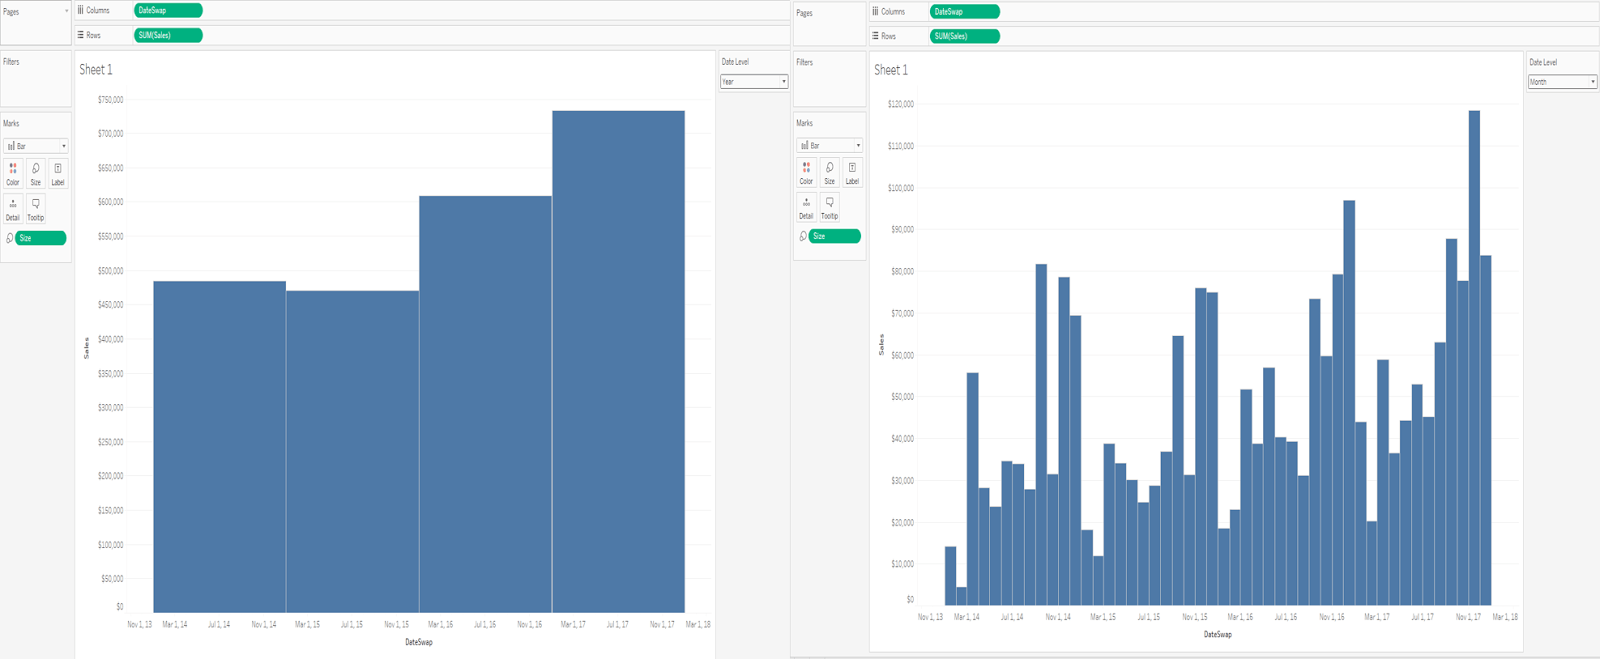 Pages
Columns
DateSwap
Rows
SUM(Sales)
Filters
Sheet 1
Date Level
Year
Marks
Bar
Color
Size
Label
Detail
Tooltip
Size
$750,000
$700,000
$650,000
$600,000
$550,000
$500,000
$450,000
$400,000
$350,000
$300,000
$250,000
$200,000
$150,000
$100,000
$50,000
$0
Sales
Nov 1, 13 Mar 1, 14 Jul 1, 14 Nov 1, 14 Mar 1, 15 Jul 1, 15 Nov 1, 15 Mar 1, 16 Jul 1, 16 Nov 1, 16 Mar 1, 17 Jul 1, 17 Nov 1, 17 Mar 1, 18
DateSwap
Pages
Columns
DateSwap
Rows
SUM(Sales)
Filters
Sheet 1
Date Level
Month
Marks
Bar
Color
Size
Label
Detail
Tooltip
Size
$120,000
$110,000
$100,000
$90,000
$80,000
$70,000
$60,000
$50,000
$40,000
$30,000
$20,000
$10,000
$0
Sales
Nov 1, 13 Mar 1, 14 Jul 1, 14 Nov 1, 14 Mar 1, 15 Jul 1, 15 Nov 1, 15 Mar 1, 16 Jul 1, 16 Nov 1, 16 Mar 1, 17 Jul 1, 17 Nov 1, 17 Mar 1, 18
DateSwap